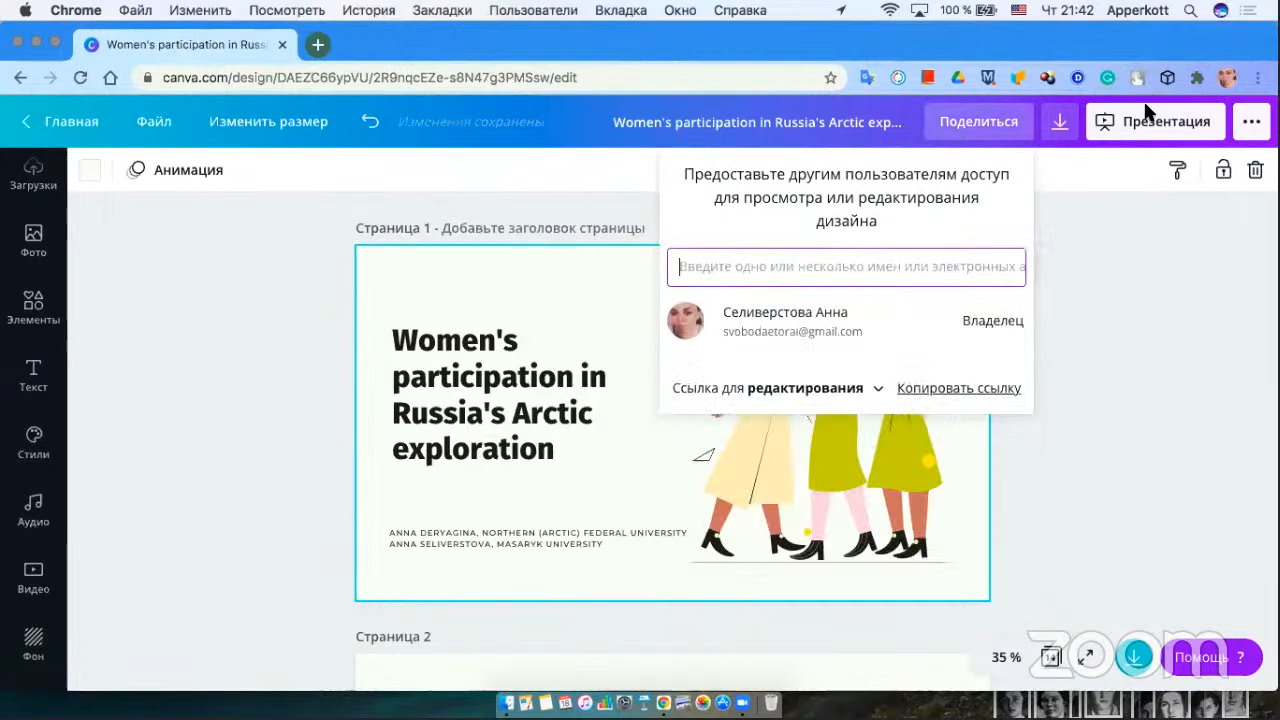 Chrome Файл Изменить Посмотреть История Закладки Пользователи Вкладка Окно Справка 100 % Чт 21:42 Apperkott
Women's participation in Russi
canva.com/design/DAEZC66ypVU/2R9nqcEZe-s8N47g3PMSsw/edit
Главная Файл Изменить размер Изменения сохранены Women's participation in Russia's Arctic exp... Поделиться Презентация
Анимация
Загрузки
Фото
Элементы
Текст
Стили
Аудио
Видео
Фон
Предоставьте другим пользователям доступ
для просмотра или редактирования
дизайна
Введите одно или несколько имен или электронных а
Селиверстова Анна
svobodaetorai@gmail.com
Владелец
Ссылка для редактирования Копировать ссылку
Страница 1 - Добавьте заголовок страницы
Women's
participation in
Russia's Arctic
exploration
ANNA DERYAGINA, NORTHERN (ARCTIC) FEDERAL UNIVERSITY
ANNA SELIVERSTOVA, MASARYK UNIVERSITY
Страница 2
35 % Помощь ?
zoom